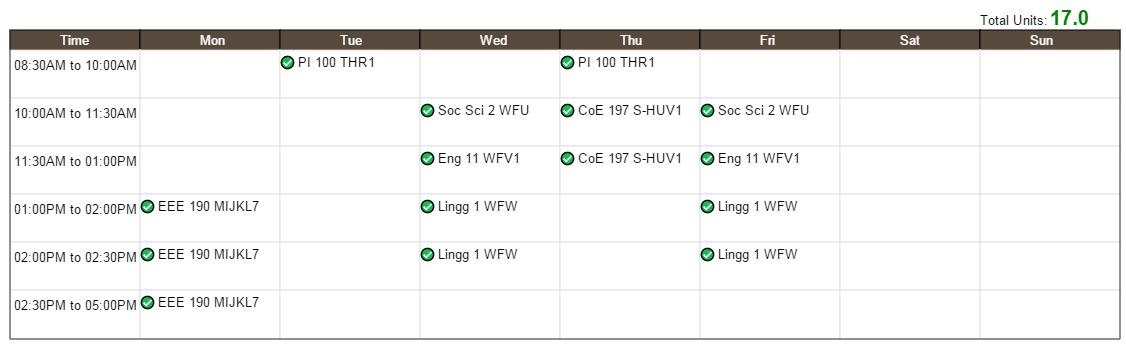 Total Units: 17.0
Time Mon Tue Wed Thu Fri Sat Sun
08:30AM to 10:00AM PI 100 THR1 PI 100 THR1
10:00AM to 11:30AM Soc Sci 2 WFU CoE 197 S-HUV1 Soc Sci 2 WFU
11:30AM to 01:00PM Eng 11 WFV1 CoE 197 S-HUV1 Eng 11 WFV1
01:00PM to 02:00PM EEE 190 MIJKL7 Lingg 1 WFW Lingg 1 WFW
02:00PM to 02:30PM EEE 190 MIJKL7 Lingg 1 WFW Lingg 1 WFW
02:30PM to 05:00PM EEE 190 MIJKL7